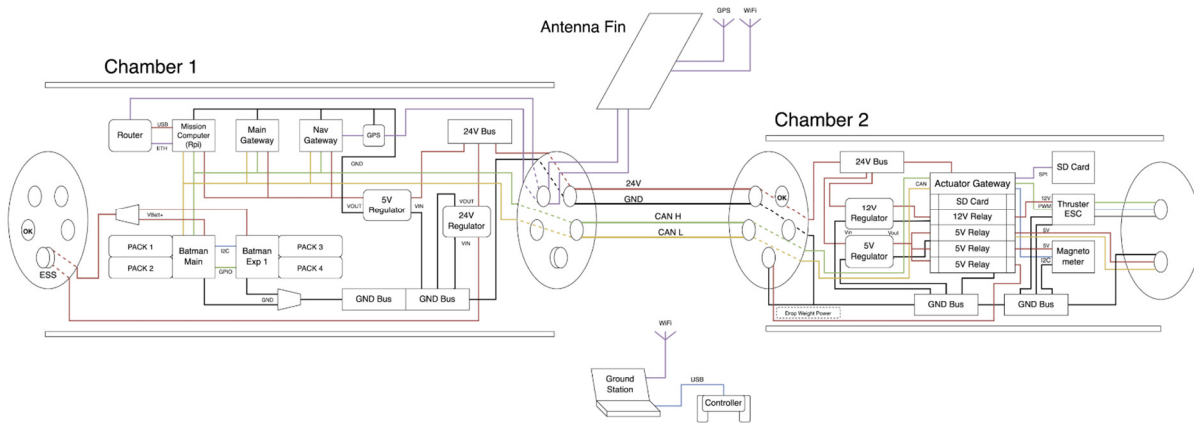 GPS
WiFi
Antenna Fin
Chamber 1
Router
USB
ETH
Mission
Computer
(Rpi)
Main
Gateway
Nav
Gateway
GPS
24V Bus
GND
VOUT
5V
Regulator
VIN
VOUT
24V
Regulator
VIN
OK
ESS
VBat+
PACK 1
PACK 2
Batman
Main
I2C
GPIO
Batman
Exp 1
PACK 3
PACK 4
GND
GND Bus
GND Bus
24V
GND
CAN H
CAN L
Chamber 2
OK
24V Bus
CAN
SPI
Actuator Gateway
SD Card
12V Relay
5V Relay
5V Relay
5V Relay
12V
Regulator
Vin
Vout
5V
Regulator
SD Card
12V
PWM
Thruster
ESC
5V
5V
I2C
Magneto
meter
GND Bus
GND Bus
Drop Weight Power
WiFi
Ground
Station
USB
Controller